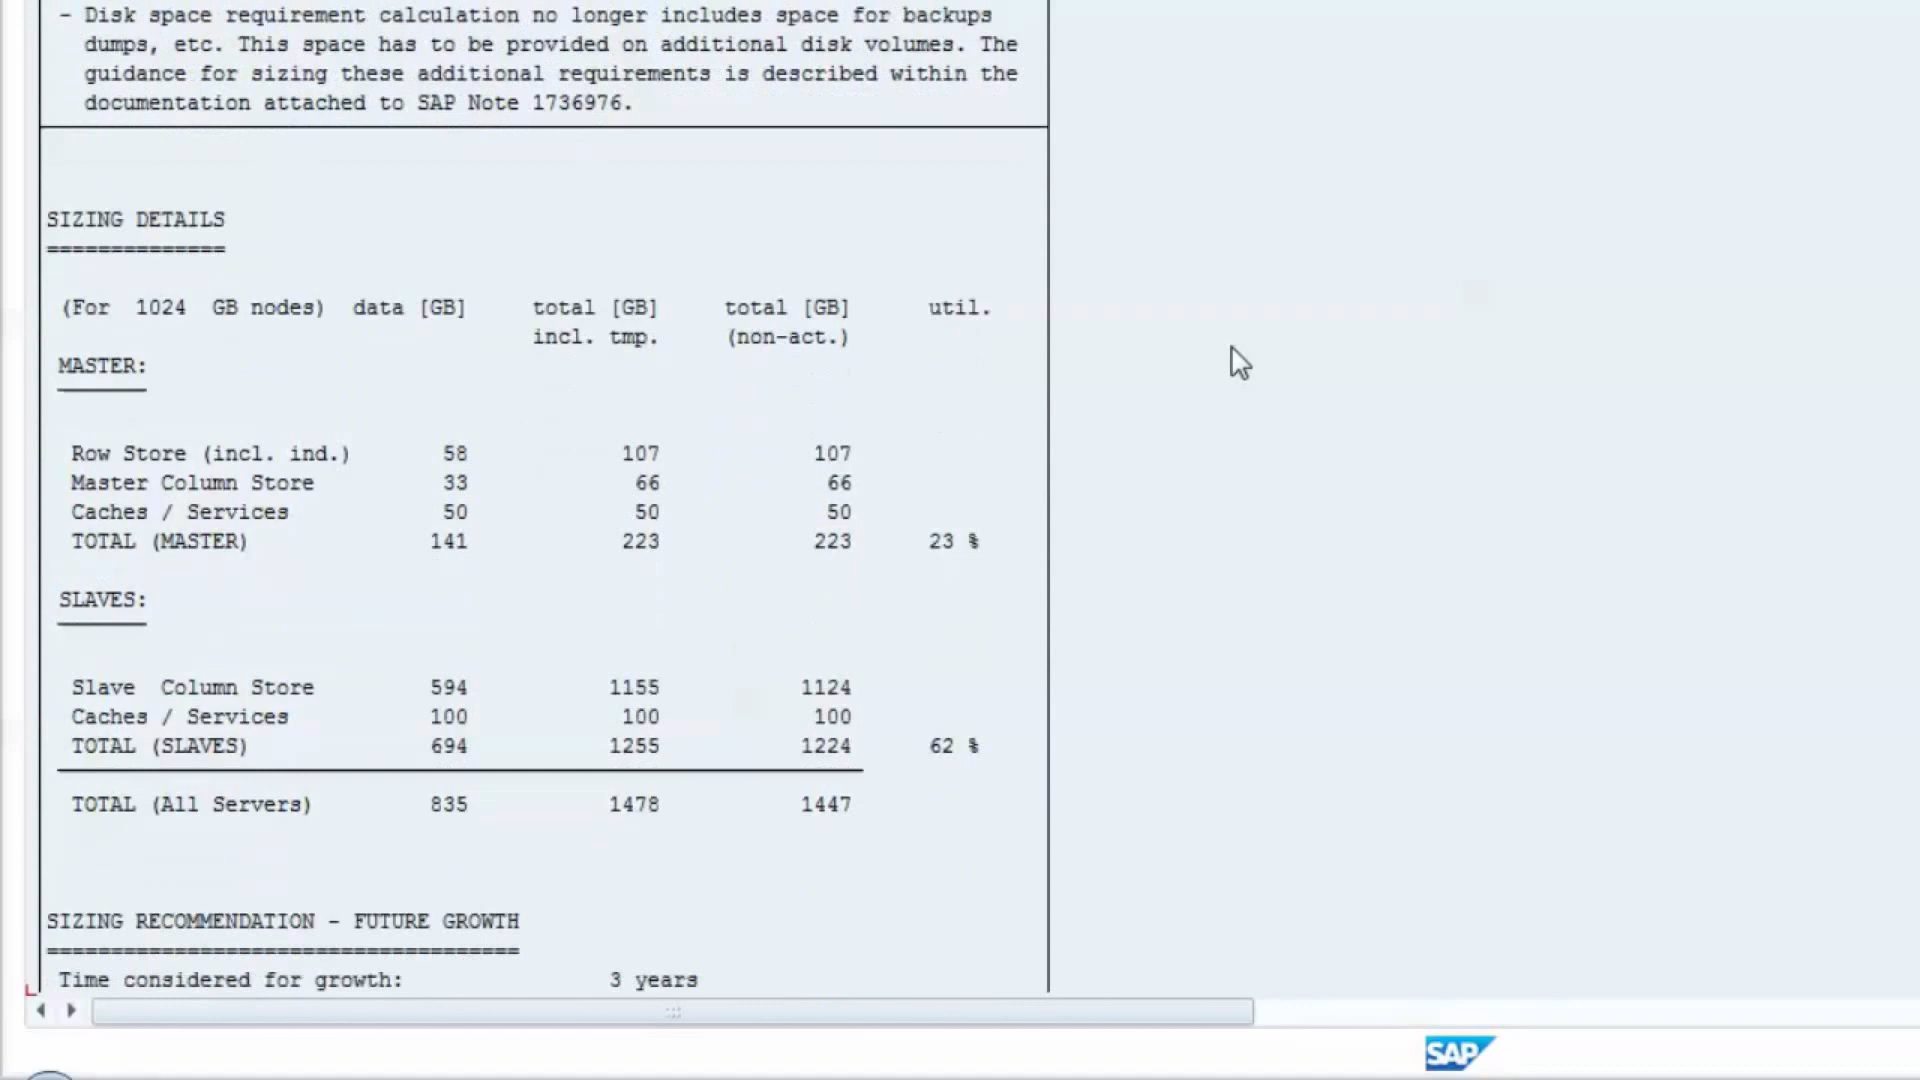 - Disk space requirement calculation no longer includes space for backups
dumps, etc. This space has to be provided on additional disk volumes. The
guidance for sizing these additional requirements is described within the
documentation attached to SAP Note 1736976.
SIZING DETAILS
==============
(For 1024 GB nodes) data [GB] total [GB] total [GB] util.
incl. tmp. (non-act.)
MASTER:
Row Store (incl. ind.) 58 107 107
Master Column Store 33 66 66
Caches / Services 50 50 50
TOTAL (MASTER) 141 223 223 23 %
SLAVES:
Slave Column Store 594 1155 1124
Caches / Services 100 100 100
TOTAL (SLAVES) 694 1255 1224 62 %
TOTAL (All Servers) 835 1478 1447
SIZING RECOMMENDATION - FUTURE GROWTH
=====================================
Time considered for growth: 3 years
SAP